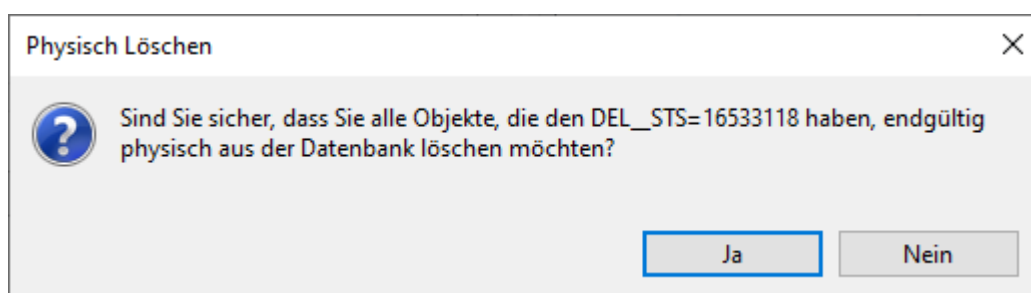 Physisch Löschen
Sind Sie sicher, dass Sie alle Objekte, die den DEL__STS=16533118 haben, endgültig
physisch aus der Datenbank löschen möchten?
Ja
Nein